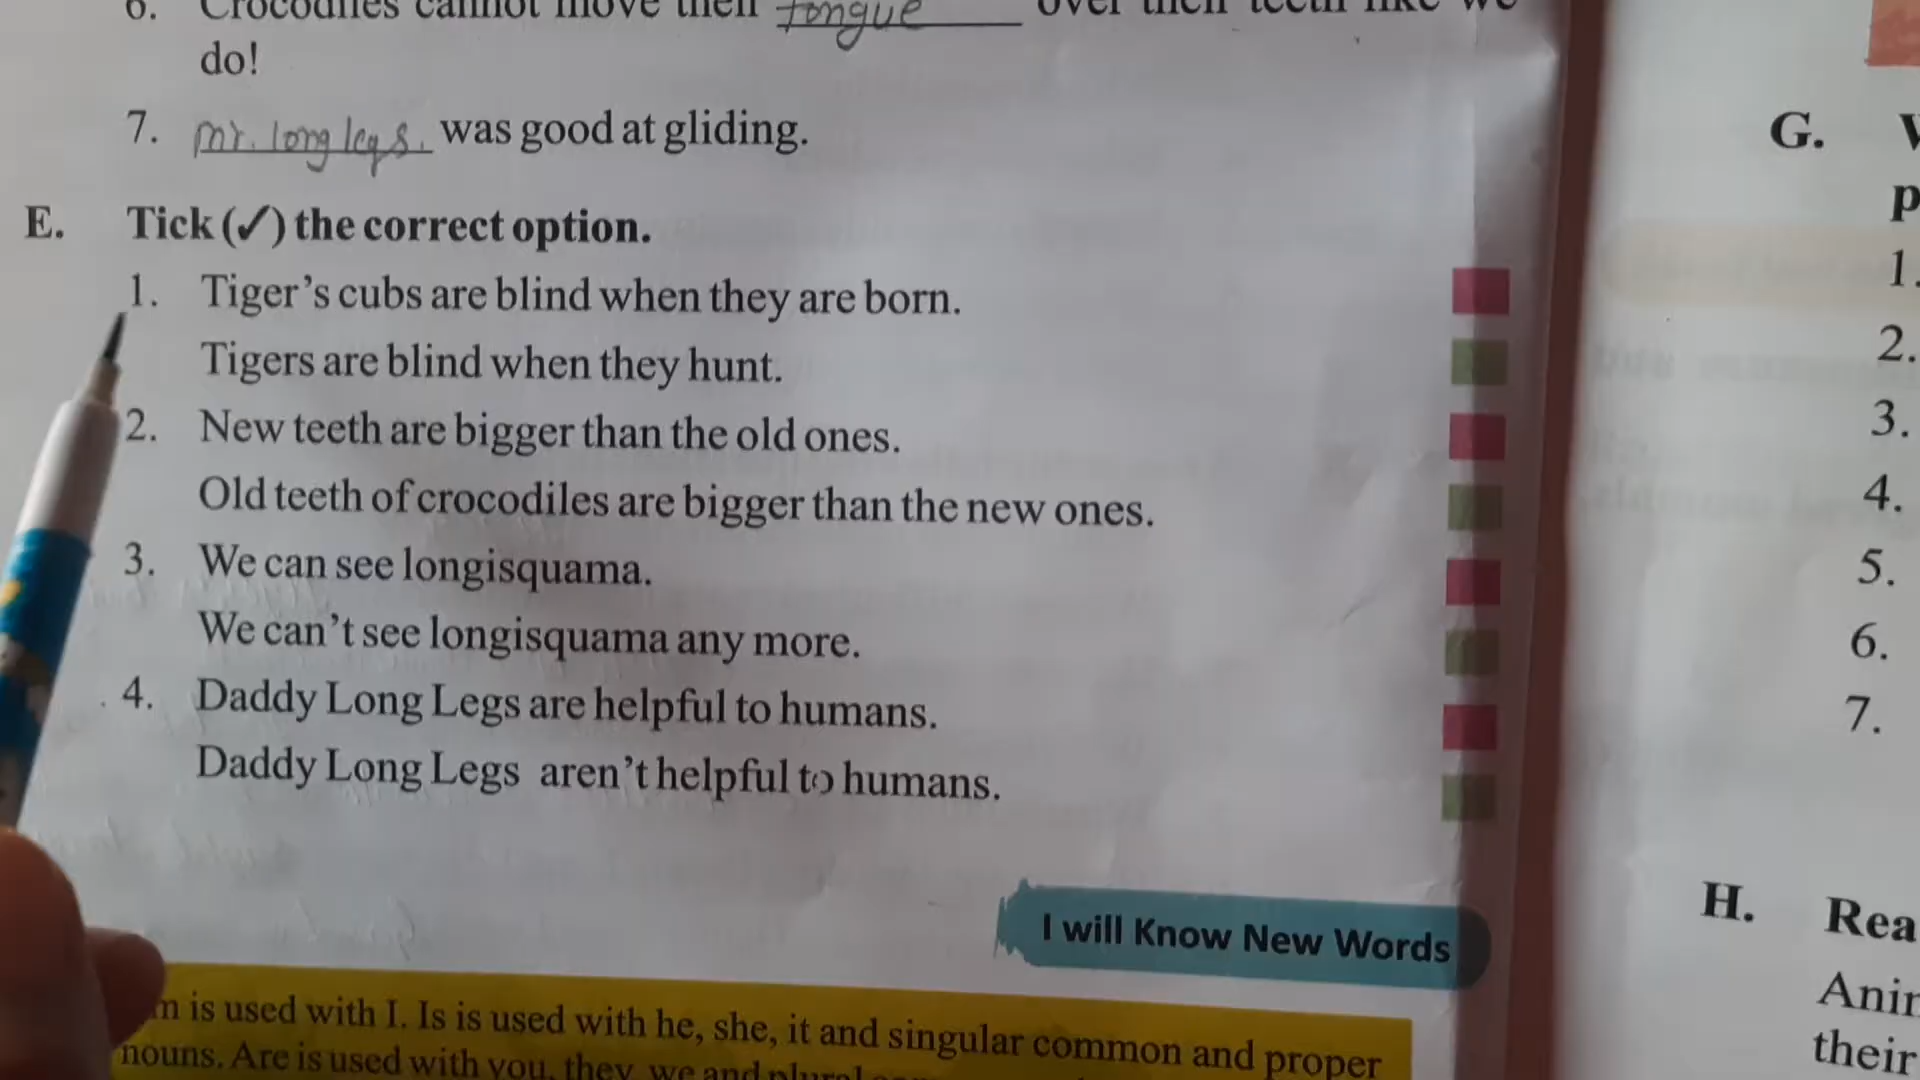 6. Crocodiles cannot move their tongue over their teeth like we
do!
7. Mr. long legs. was good at gliding.
E. Tick (✓) the correct option.
1. Tiger's cubs are blind when they are born.
Tigers are blind when they hunt.
2. New teeth are bigger than the old ones.
Old teeth of crocodiles are bigger than the new ones.
3. We can see longisquama.
We can't see longisquama any more.
4. Daddy Long Legs are helpful to humans.
Daddy Long Legs aren't helpful to humans.
I will Know New Words
is used with I. Is is used with he, she, it and singular common and proper
nouns. Are is used with you, they, we and plural
G.
1.
2.
3.
4.
5.
6.
7.
H.